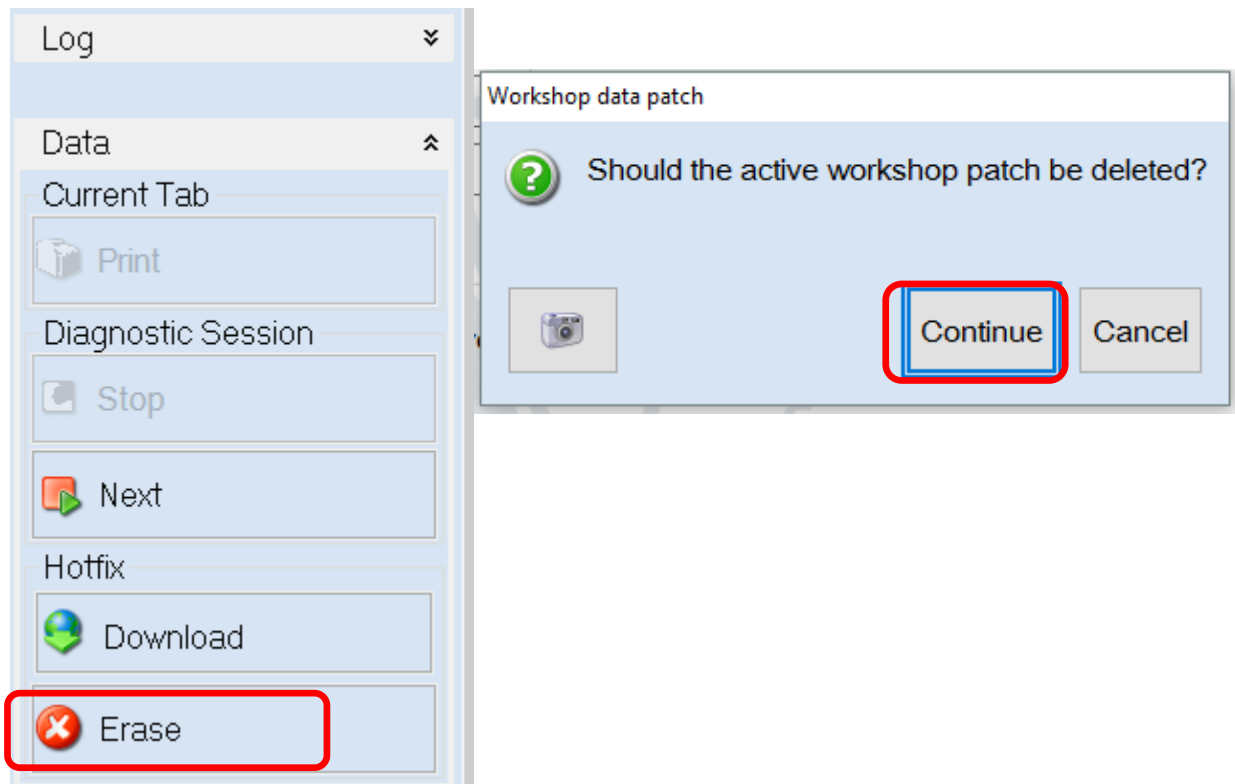 Log
Data
Current Tab
Print
Diagnostic Session
Stop
Next
Hotfix
Download
Erase
Workshop data patch
Should the active workshop patch be deleted?
Continue Cancel